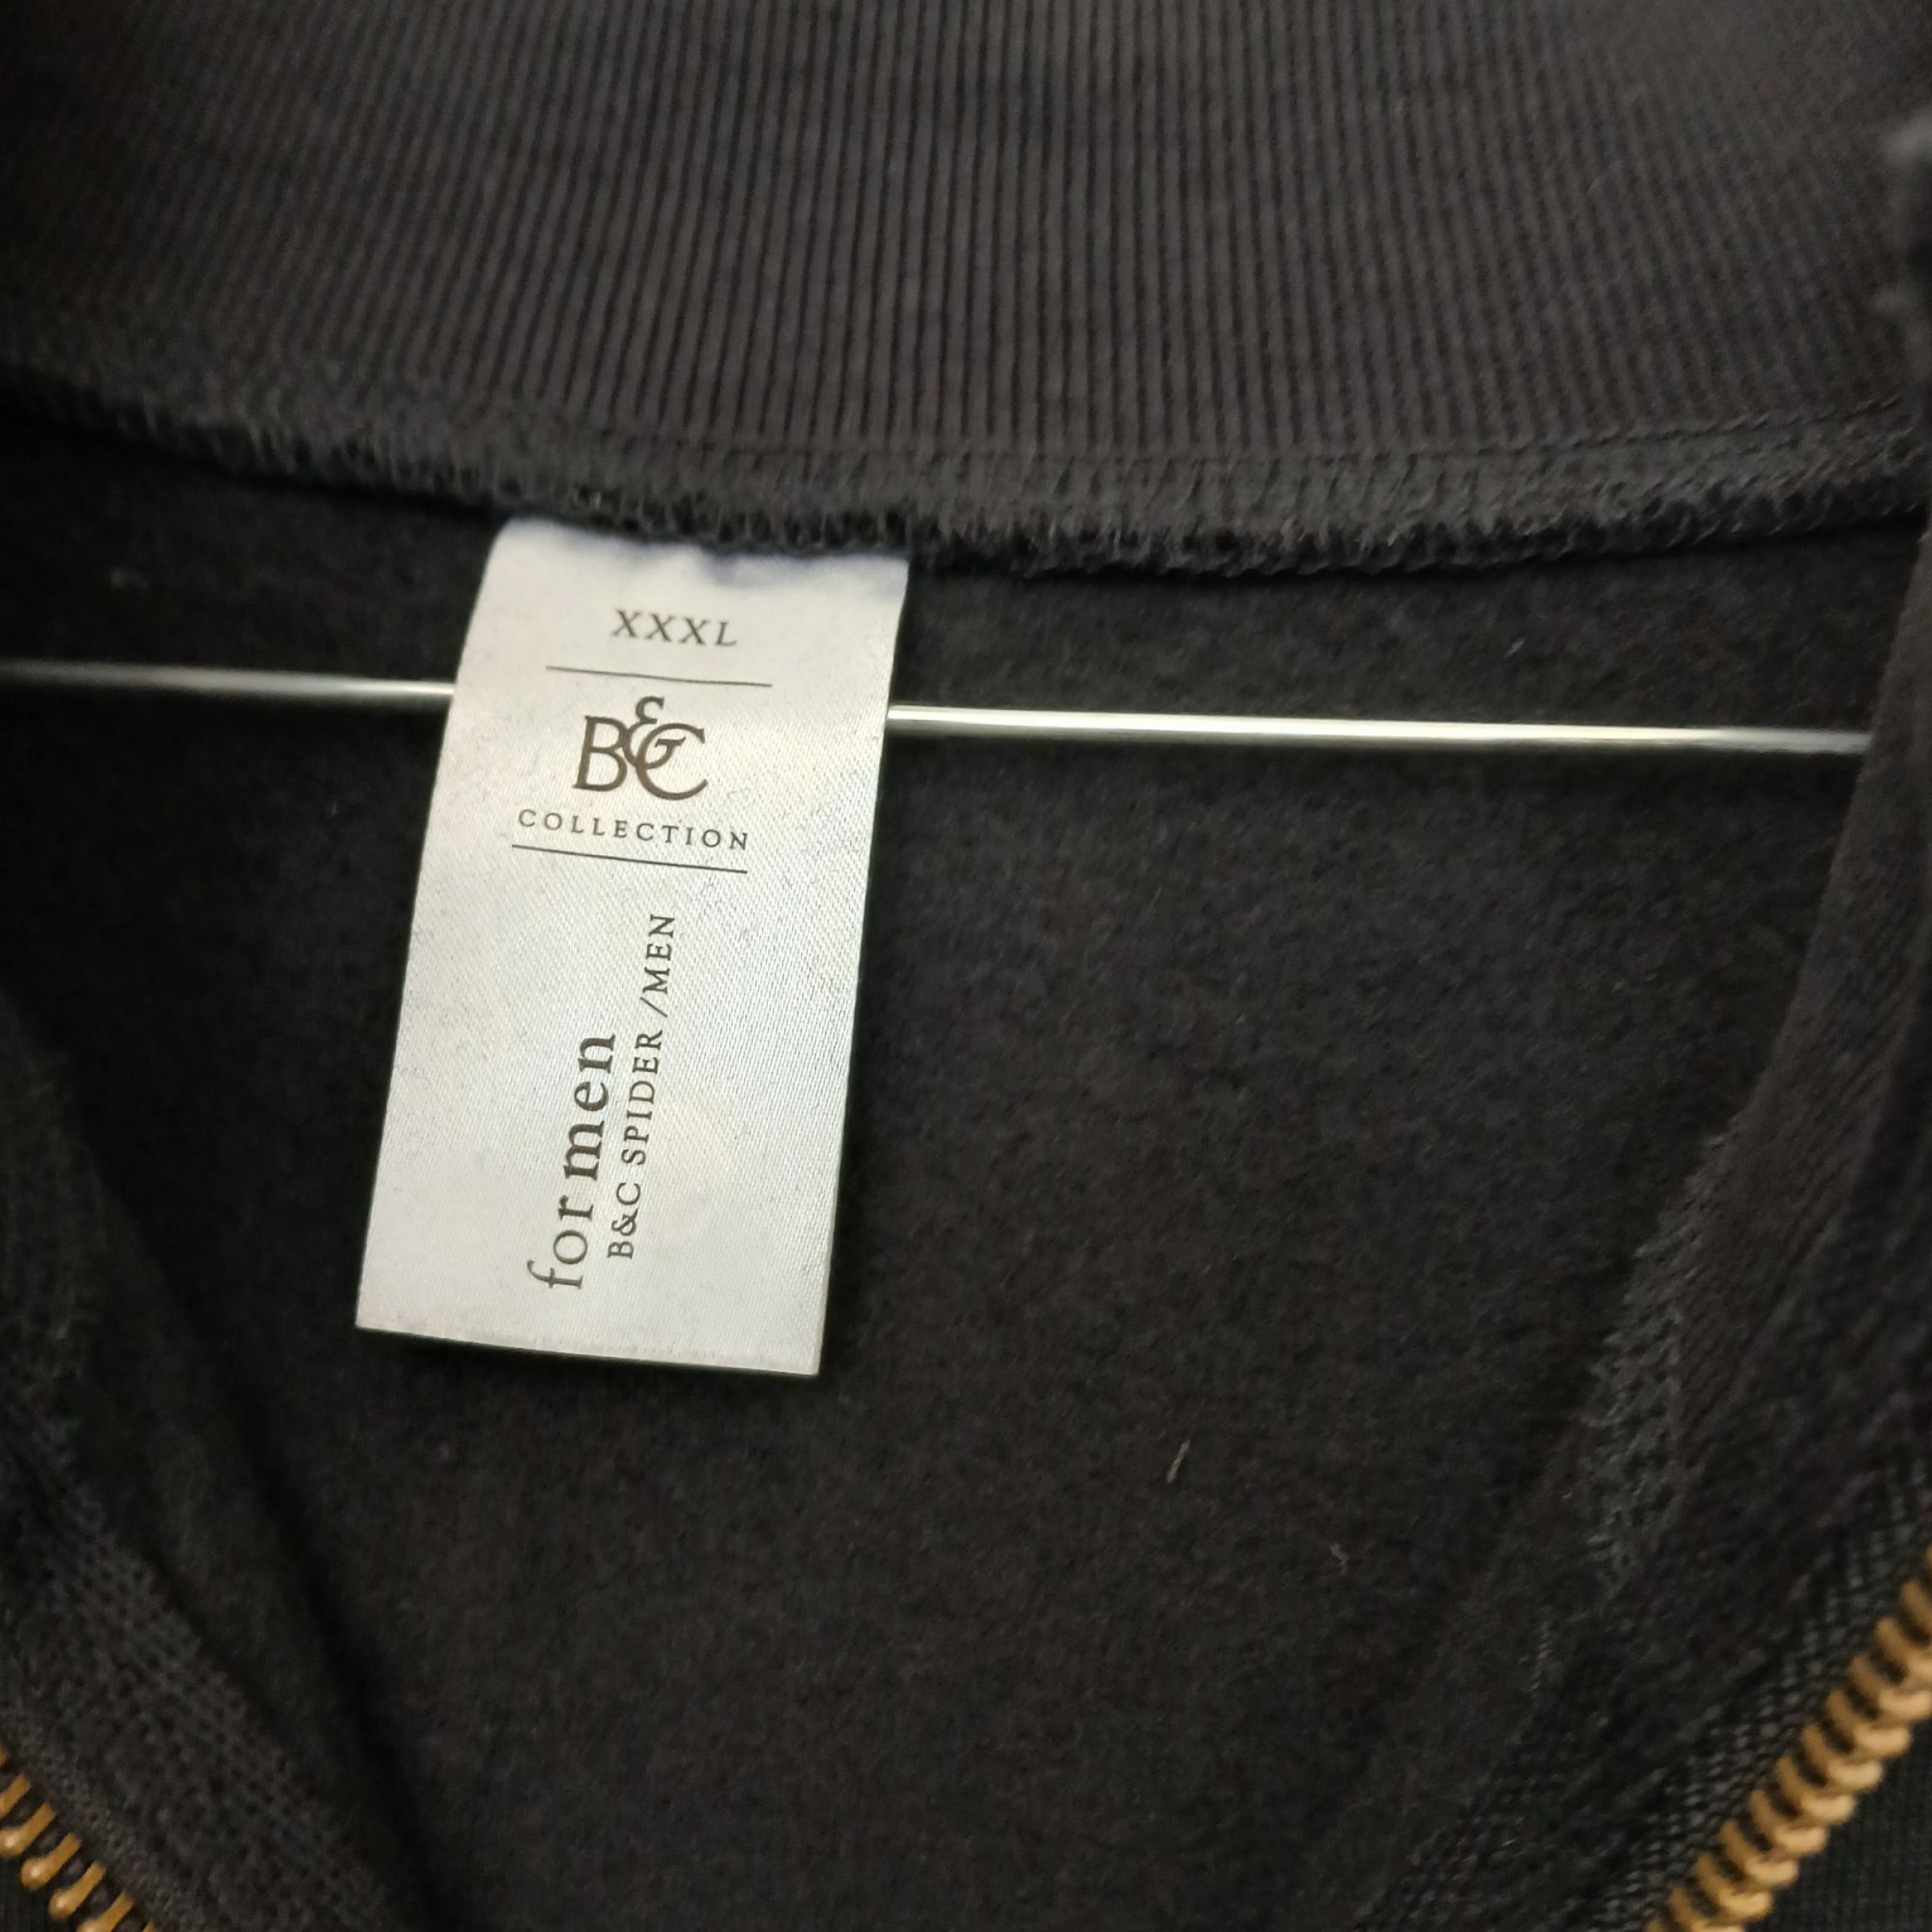 XXXL
B&C
COLLECTION
for men
B&C SPIDER /MEN